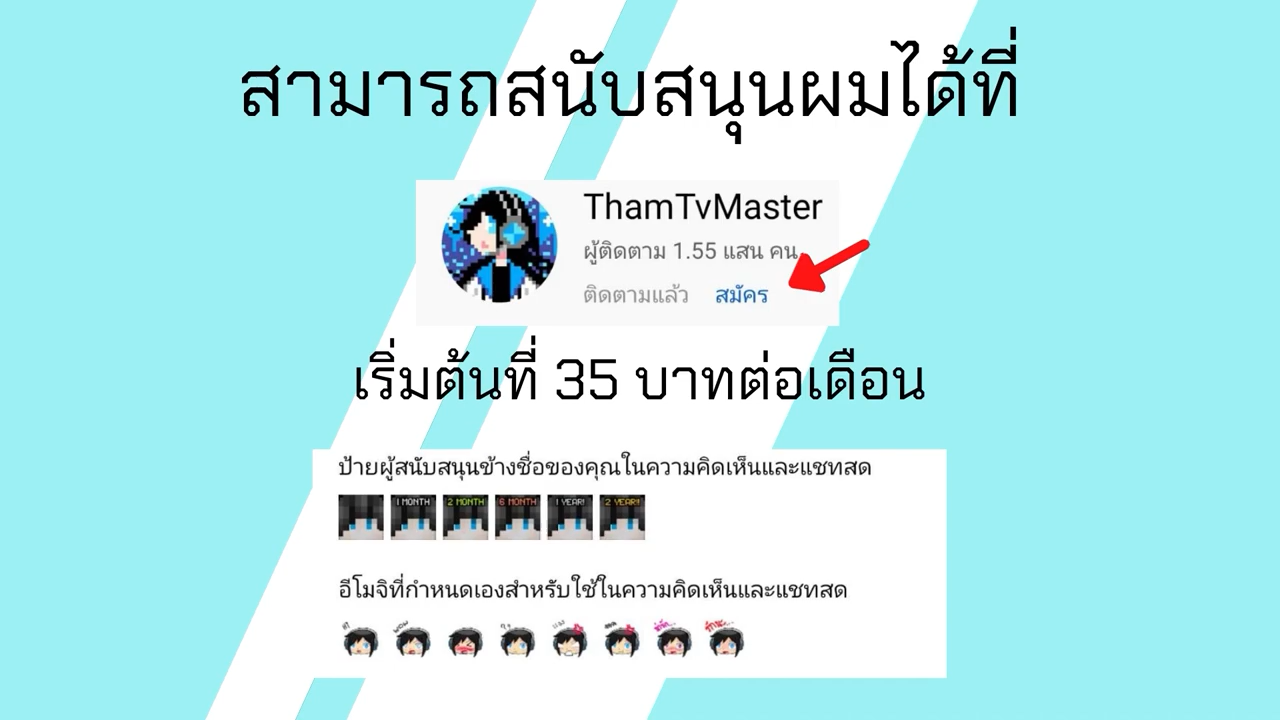 สามารถสนับสนุนผมได้ที่
ThamTvMaster
ผู้ติดตาม 1.55 แสน คน
ติดตามแล้ว สมัคร
เริ่มต้นที่ 35 บาทต่อเดือน
ป้ายผู้สนับสนุนข้างชื่อของคุณในความคิดเห็นและแชทสด
1 MONTH 2 MONTH 6 MONTH 1 YEAR! 2 YEAR!!
อีโมจิที่กำหนดเองสำหรับใช้ในความคิดเห็นและแชทสด